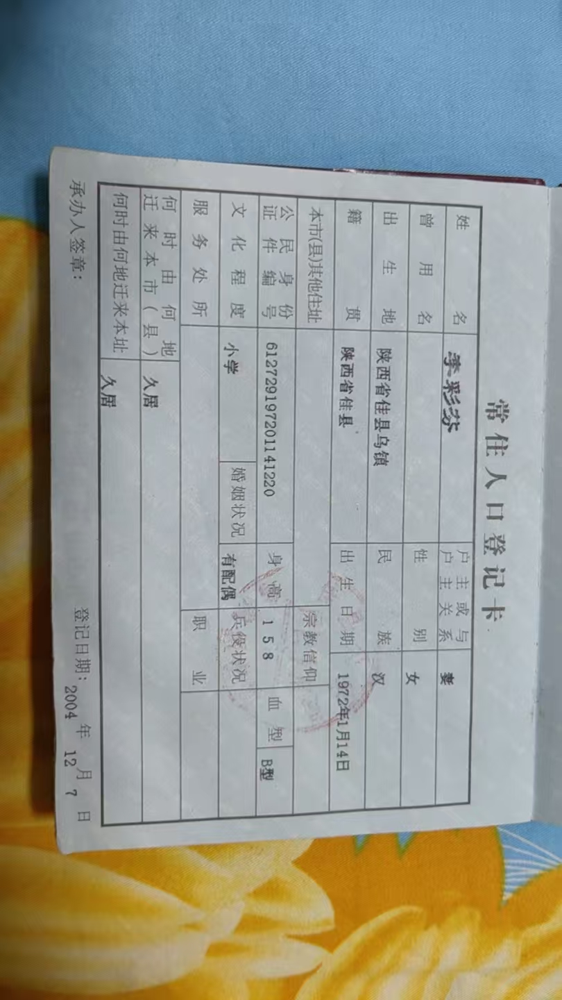 常住人口登记卡
姓名 李彩芬 户主或与户主关系 妻
曾用名 性别 女
出生地 陕西省佳县乌镇 民族 汉
籍贯 陕西省佳县 出生日期 1972年1月14日
本市(县)其他住址 宗教信仰
公民身份证件编号 612729197201141220 身高 158 血型 B型
文化程度 小学 婚姻状况 有配偶 兵役状况
服务处所 职业
何时由何地迁来本市(县) 久居
何时由何地迁来本址 久居
承办人签章: 登记日期: 2004年12月7日